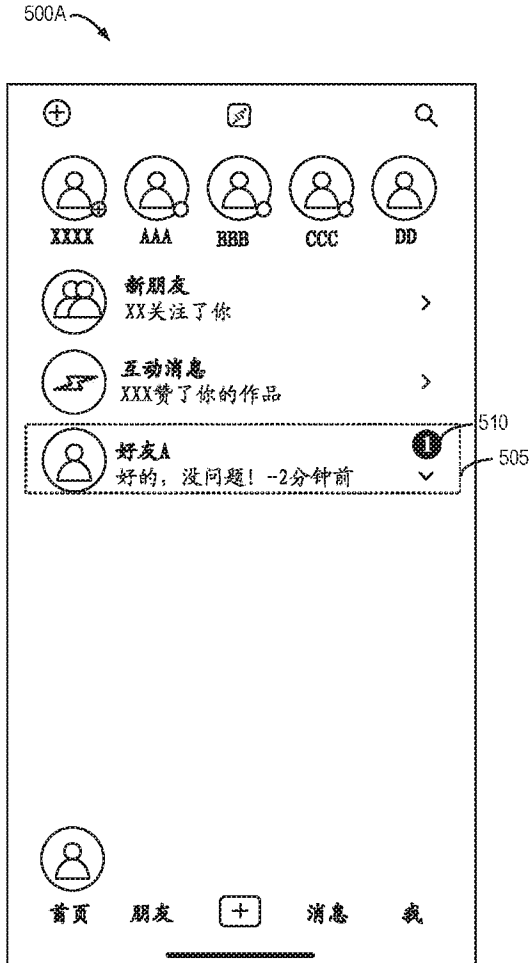 500A
XXXX AAA BBB CCC DD
新朋友
XX关注了你
互动消息
XXX赞了你的作品
好友A
1
510
505
好的，没问题! -2分钟前
首页 朋友 消息 我